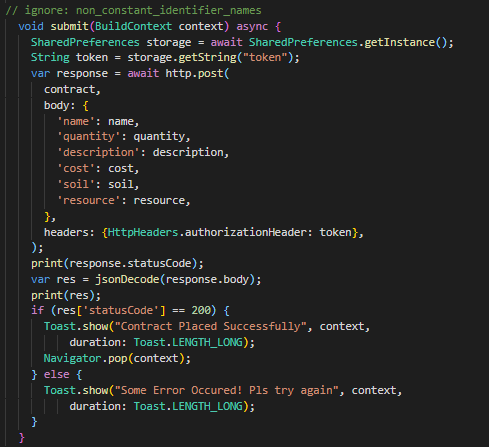 // ignore: non_constant_identifier_names
void submit(BuildContext context) async {
SharedPreferences storage = await SharedPreferences.getInstance();
String token = storage.getString("token");
var response = await http.post(
contract,
body: {
'name': name,
'quantity': quantity,
'description': description,
'cost': cost,
'soil': soil,
'resource': resource,
},
headers: {HttpHeaders.authorizationHeader: token},
);
print(response.statusCode);
var res = jsonDecode(response.body);
print(res);
if (res['statusCode'] == 200) {
Toast.show("Contract Placed Successfully", context,
duration: Toast.LENGTH_LONG);
Navigator.pop(context);
} else {
Toast.show("Some Error Occured! Pls try again", context,
duration: Toast.LENGTH_LONG);
}
}